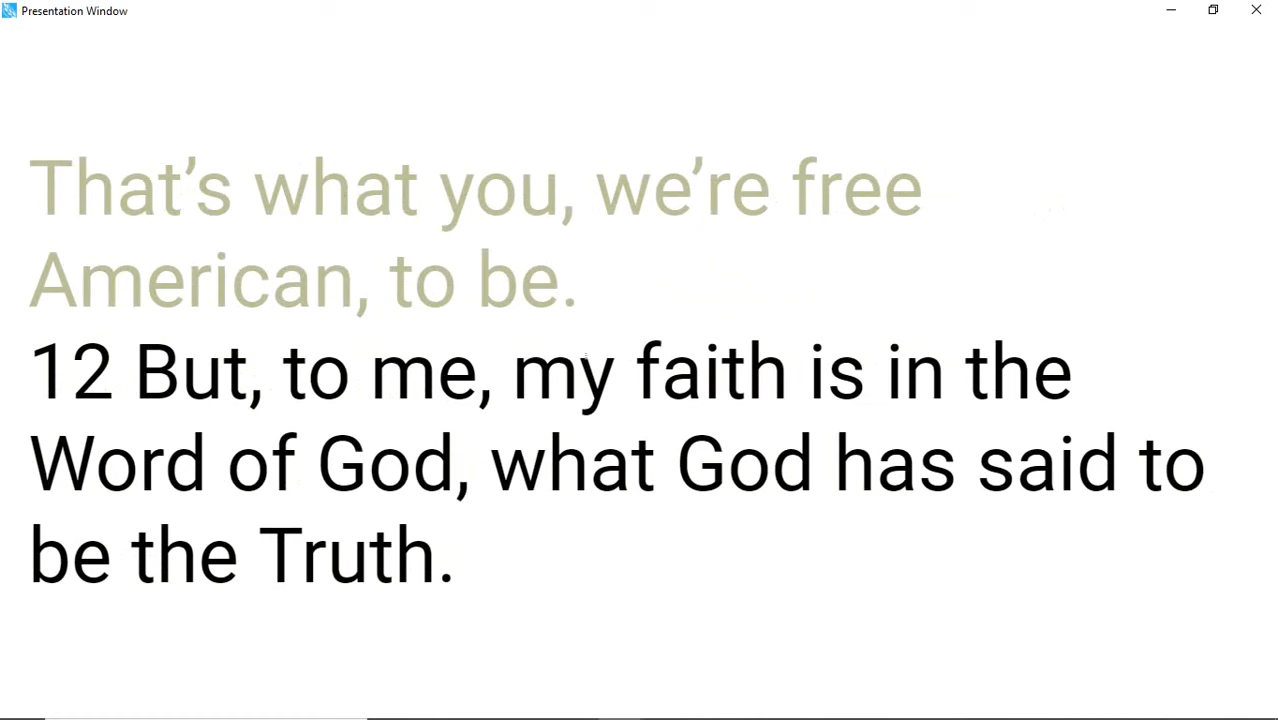 Presentation Window
That’s what you, we’re free
American, to be.
12 But, to me, my faith is in the
Word of God, what God has said to
be the Truth.